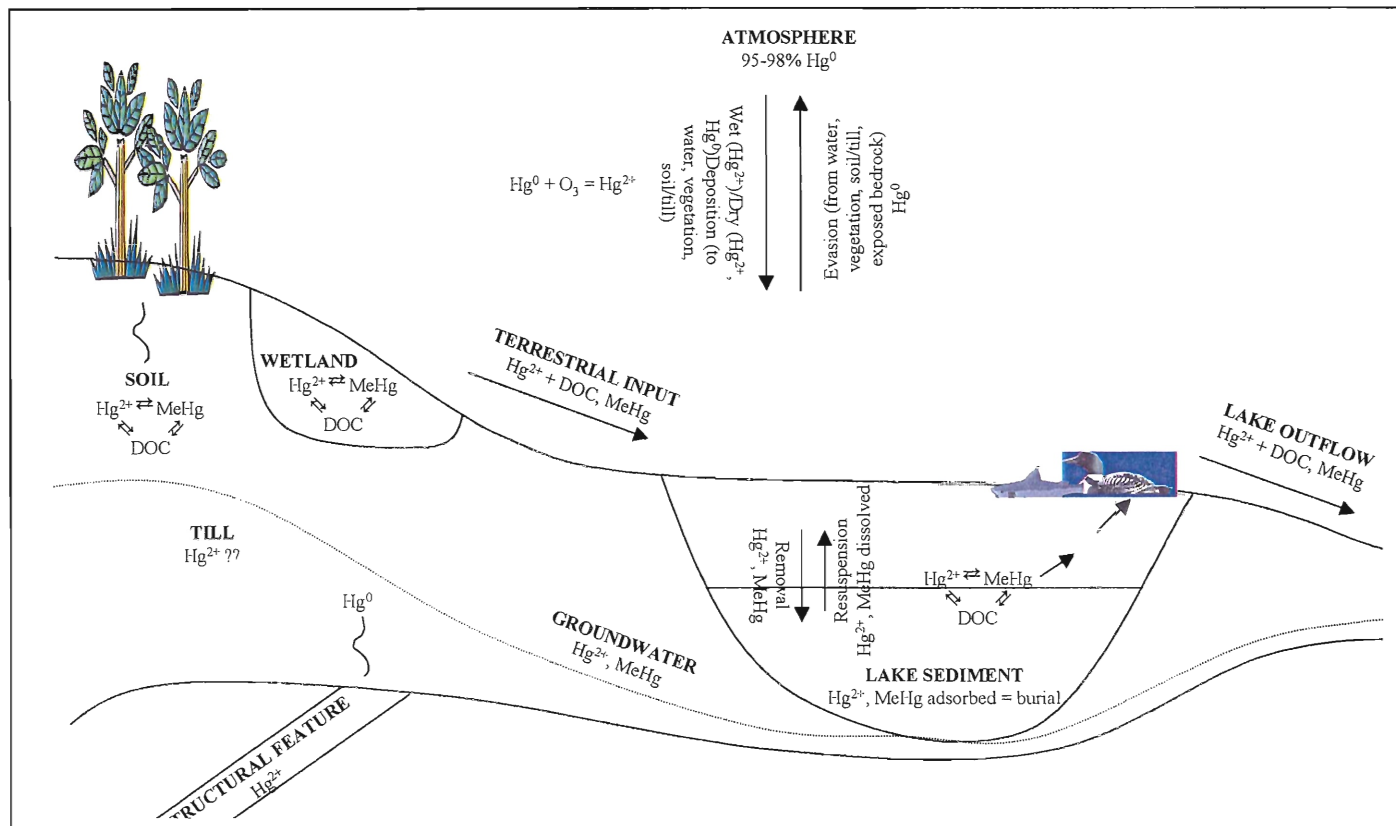 ATMOSPHERE
95-98% Hg⁰
Hg⁰ + O₃ = Hg²⁺
Wet (Hg²⁺)/Dry (Hg²⁺,
Hg⁰)Deposition (to
water, vegetation,
soil/till)
Evasion (from water,
vegetation, soil/till,
exposed bedrock)
Hg⁰
SOIL
Hg²⁺ ⇄ MeHg
DOC
WETLAND
Hg²⁺ ⇄ MeHg
DOC
TERRESTRIAL INPUT
Hg²⁺ + DOC, MeHg
LAKE OUTFLOW
Hg²⁺ + DOC, MeHg
TILL
Hg²⁺ ??
Hg⁰
GROUNDWATER
Hg²⁺, MeHg
Removal
Hg²⁺, MeHg
Resuspension
Hg²⁺, MeHg dissolved
Hg²⁺ ⇄ MeHg
DOC
LAKE SEDIMENT
Hg²⁺, MeHg adsorbed = burial
TRUCTURAL FEATURE
Hg²⁺